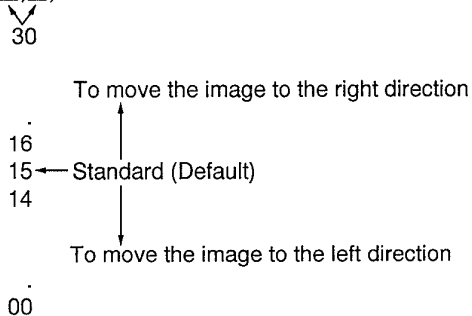 30
To move the image to the right direction
.
16
15 Standard (Default)
14
To move the image to the left direction
.
00